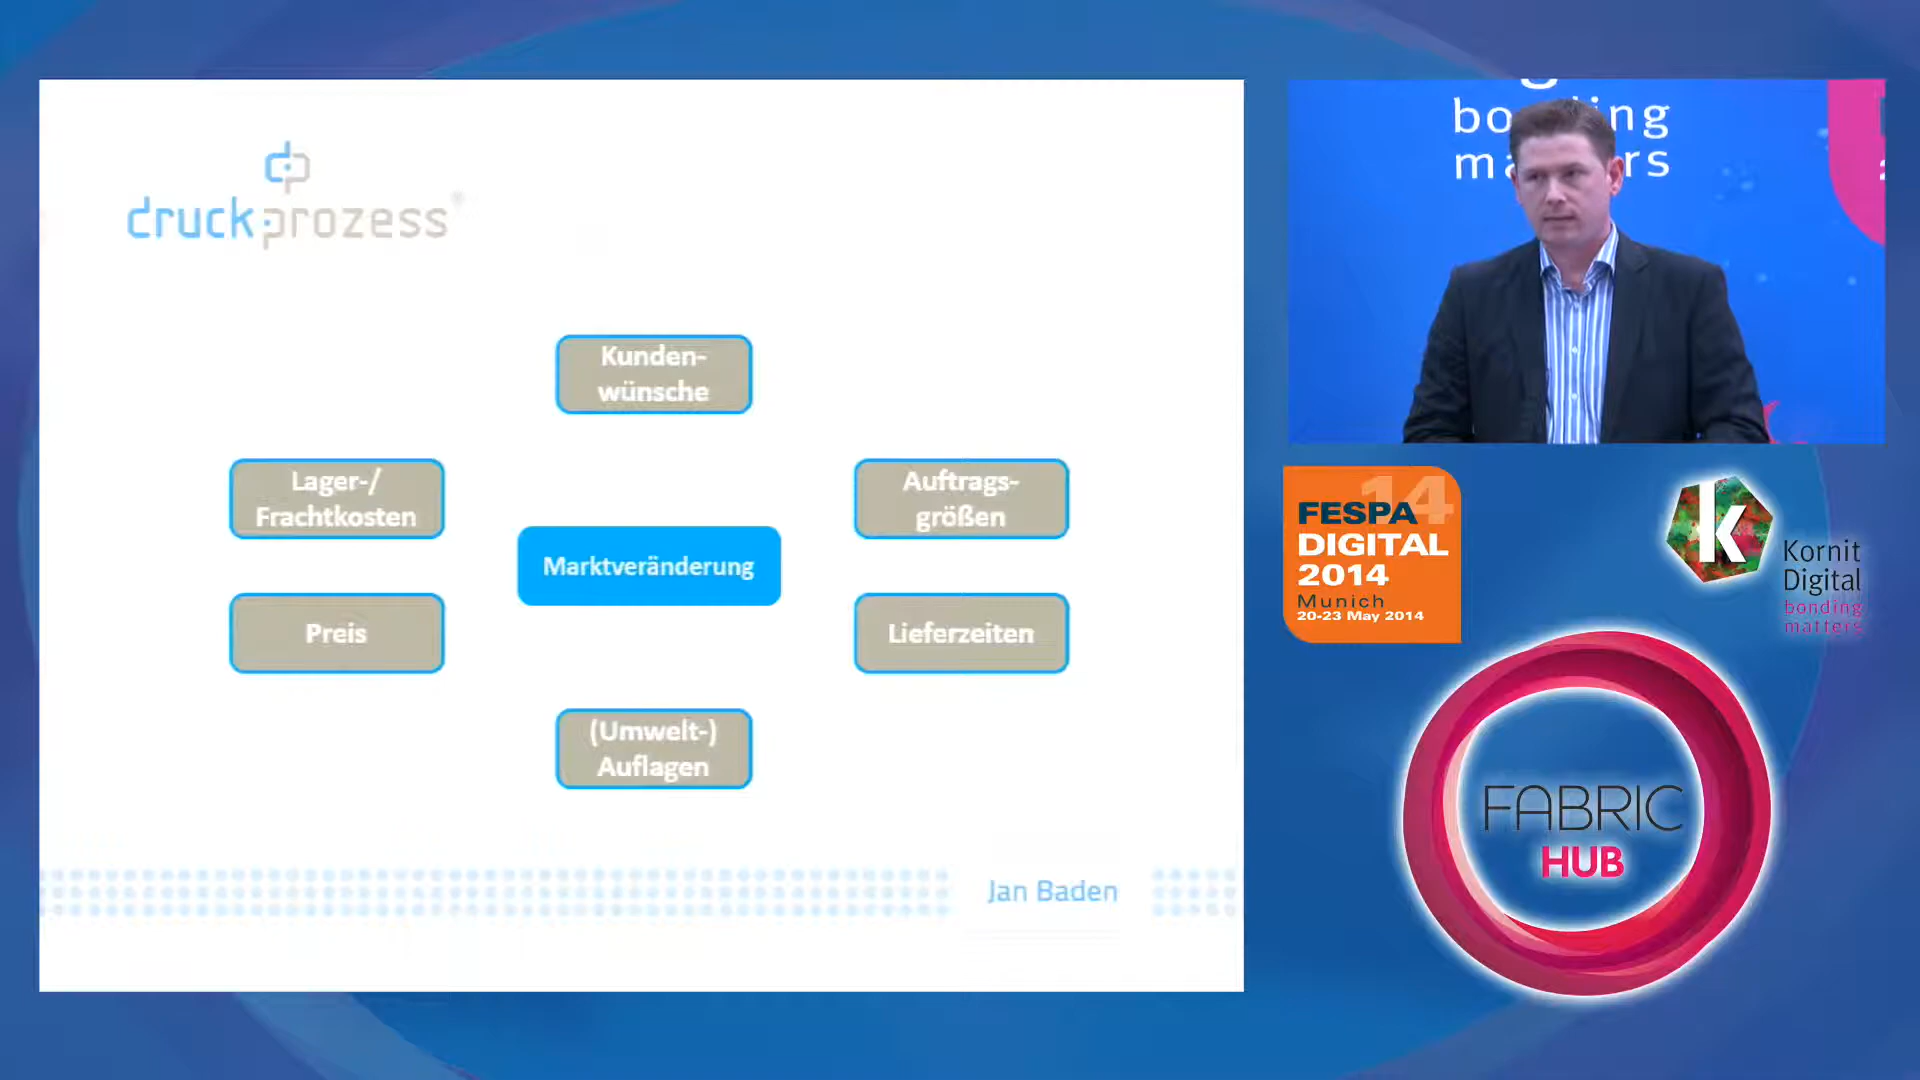 druckprozess®
Kunden-
wünsche
Lager-/
Frachtkosten
Auftrags-
größen
Marktveränderung
Preis
Lieferzeiten
(Umwelt-)
Auflagen
Jan Baden
14
FESPA
DIGITAL
2014
Munich
20-23 May 2014
k
Kornit
Digital
bonding
matters
FABRIC
HUB